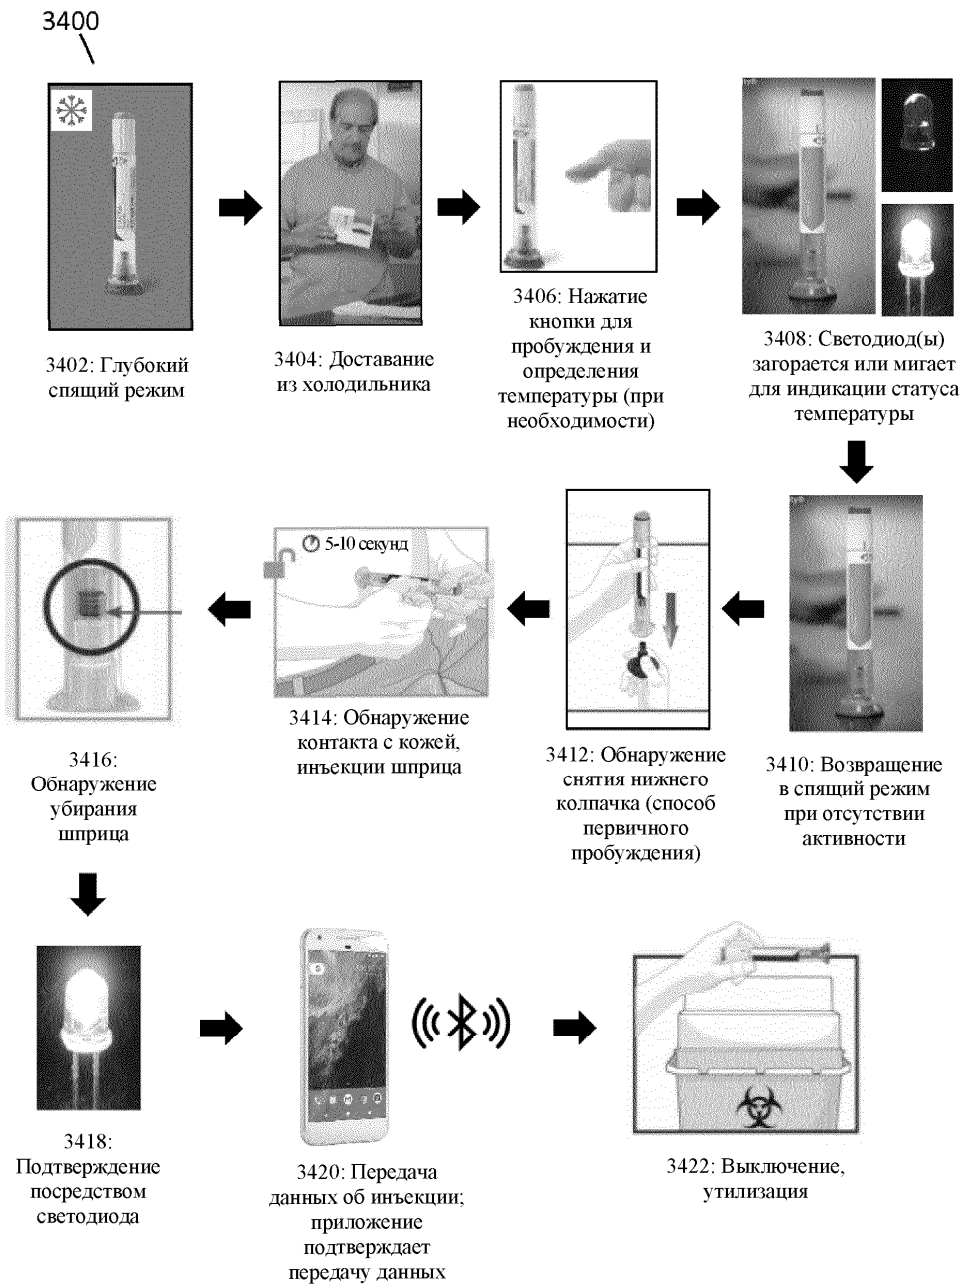 3400
3402: Глубокий
спящий режим
3404: Доставание
из холодильника
3406: Нажатие
кнопки для
пробуждения и
определения
температуры (при
необходимости)
3408: Светодиод(ы)
загорается или мигает
для индикации статуса
температуры
3410: Возвращение
в спящий режим
при отсутствии
активности
3412: Обнаружение
снятия нижнего
колпачка (способ
первичного
пробуждения)
5-10 секунд
3414: Обнаружение
контакта с кожей,
инъекции шприца
3416:
Обнаружение
убирания
шприца
3418:
Подтверждение
посредством
светодиода
3420: Передача
данных об инъекции;
приложение
подтверждает
передачу данных
3422: Выключение,
утилизация